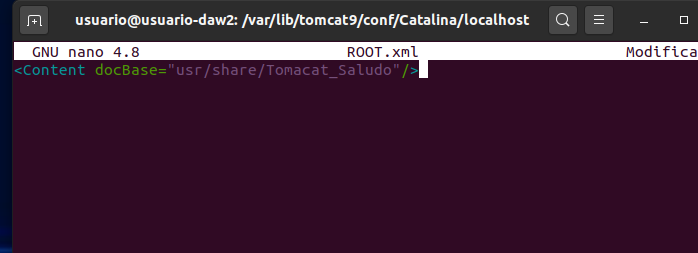 usuario@usuario-daw2: /var/lib/tomcat9/conf/Catalina/localhost
GNU nano 4.8 ROOT.xml Modifica
<Content docBase="usr/share/Tomacat_Saludo"/>